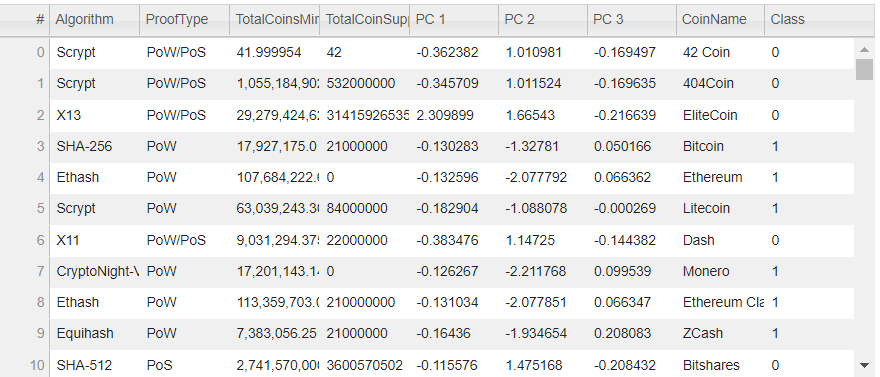 # Algorithm ProofType TotalCoinsMin TotalCoinSupp PC 1 PC 2 PC 3 CoinName Class
0 Scrypt PoW/PoS 41.999954 42 -0.362382 1.010981 -0.169497 42 Coin 0
1 Scrypt PoW/PoS 1,055,184,902 532000000 -0.345709 1.011524 -0.169635 404Coin 0
2 X13 PoW/PoS 29,279,424,62 31415926535 2.309899 1.66543 -0.216639 EliteCoin 0
3 SHA-256 PoW 17,927,175.0 21000000 -0.130283 -1.32781 0.050166 Bitcoin 1
4 Ethash PoW 107,684,222.6 0 -0.132596 -2.077792 0.066362 Ethereum 1
5 Scrypt PoW 63,039,243.30 84000000 -0.182904 -1.088078 -0.000269 Litecoin 1
6 X11 PoW/PoS 9,031,294.375 22000000 -0.383476 1.14725 -0.144382 Dash 0
7 CryptoNight-V PoW 17,201,143.14 0 -0.126267 -2.211768 0.099539 Monero 1
8 Ethash PoW 113,359,703.0 210000000 -0.131034 -2.077851 0.066347 Ethereum Cla 1
9 Equihash PoW 7,383,056.25 21000000 -0.16436 -1.934654 0.208083 ZCash 1
10 SHA-512 PoS 2,741,570,000 3600570502 -0.115576 1.475168 -0.208432 Bitshares 0